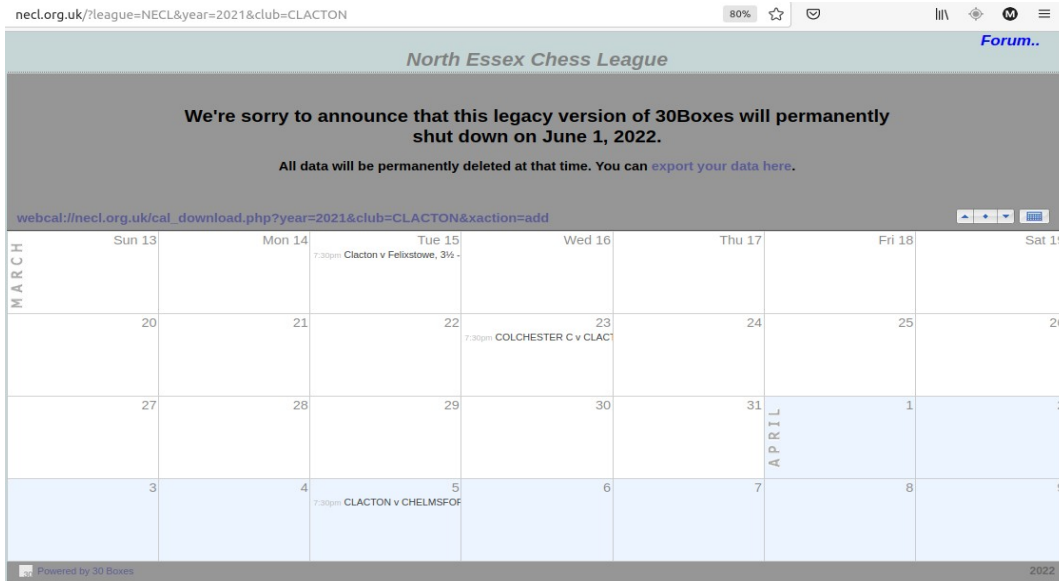 necl.org.uk/?league=NECL&year=2021&club=CLACTON
80%
Forum..
North Essex Chess League
We're sorry to announce that this legacy version of 30Boxes will permanently
shut down on June 1, 2022.
All data will be permanently deleted at that time. You can export your data here.
webcal://necl.org.uk/cal_download.php?year=2021&club=CLACTON&xaction=add
MARCH
Sun 13 Mon 14 Tue 15 Wed 16 Thu 17 Fri 18 Sat
7:30pm Clacton v Felixstowe, 3½ -
20 21 22 23 24 25
7:30pm COLCHESTER C v CLACT
27 28 29 30 31 APRIL 1
3 4 5 6 7 8
7:30pm CLACTON v CHELMSFOR
30 Powered by 30 Boxes
2022